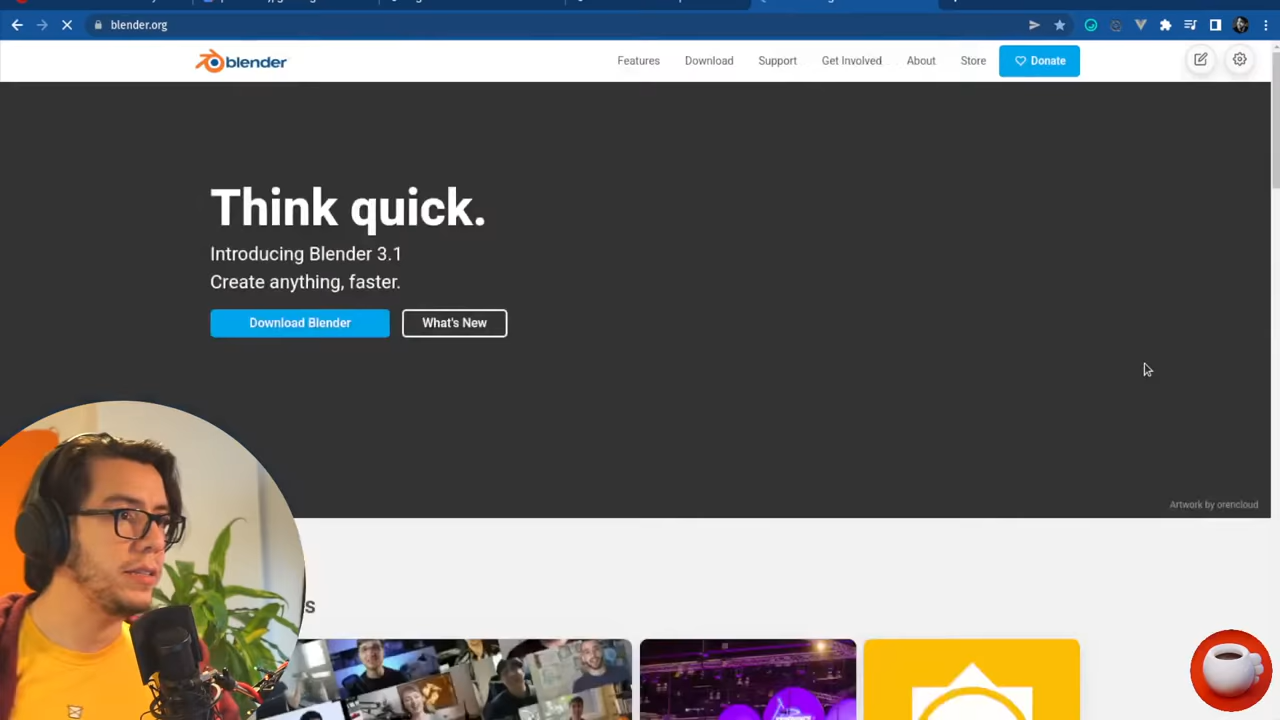 blender.org
blender
Features
Download
Support
Get Involved
About
Store
Donate
Think quick.
Introducing Blender 3.1
Create anything, faster.
Download Blender
What's New
Artwork by orencloud